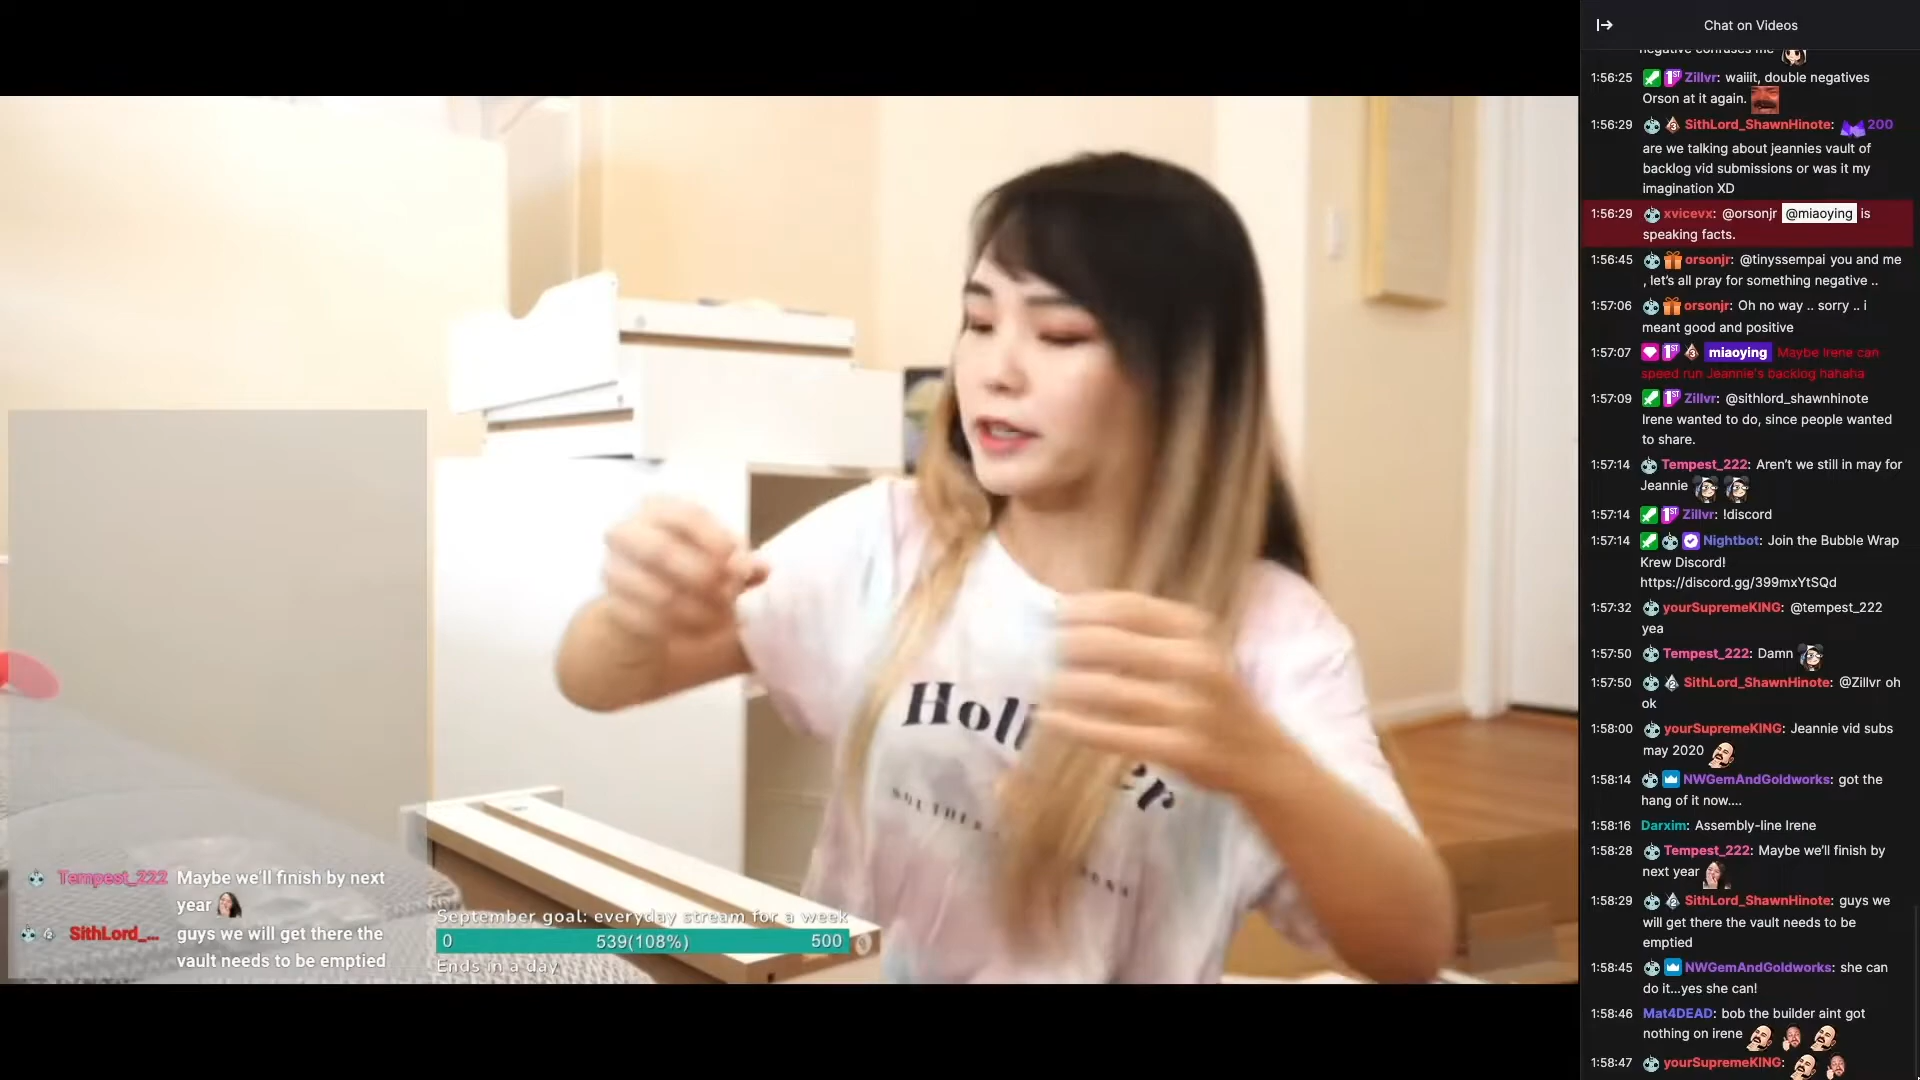 Chat on Videos
1:56:25 1ST Zillvr: waiiit, double negatives
Orson at it again.
1:56:29 3 SithLord_ShawnHinote: 200
are we talking about jeannies vault of
backlog vid submissions or was it my
imagination XD
1:56:29 xvicevx: @orsonjr @miaoying is
speaking facts.
1:56:45 orsonjr: @tinyssempai you and me
, let's all pray for something negative ..
1:57:06 orsonjr: Oh no way .. sorry .. i
meant good and positive
1:57:07 1ST 3 miaoying Maybe Irene can
speed run Jeannie's backlog hahaha
1:57:09 1ST Zillvr: @sithlord_shawnhinote
Irene wanted to do, since people wanted
to share.
1:57:14 Tempest_222: Aren't we still in may for
Jeannie
1:57:14 1ST Zillvr: !discord
1:57:14 Nightbot: Join the Bubble Wrap
Krew Discord!
https://discord.gg/399mxYtSQd
1:57:32 yourSupremeKING: @tempest_222
yea
1:57:50 Tempest_222: Damn
1:57:50 2 SithLord_ShawnHinote: @Zillvr oh
ok
1:58:00 yourSupremeKING: Jeannie vid subs
may 2020
1:58:14 NWGemAndGoldworks: got the
hang of it now....
1:58:16 Darxim: Assembly-line Irene
1:58:28 Tempest_222: Maybe we'll finish by
next year
1:58:29 2 SithLord_ShawnHinote: guys we
will get there the vault needs to be
emptied
1:58:45 NWGemAndGoldworks: she can
do it...yes she can!
1:58:46 Mat4DEAD: bob the builder aint got
nothing on irene
1:58:47 yourSupremeKING:
Tempest_222 Maybe we'll finish by next
year
2 SithLord_... guys we will get there the
vault needs to be emptied
September goal: everyday stream for a week
0 539(108%) 500
Ends in a day